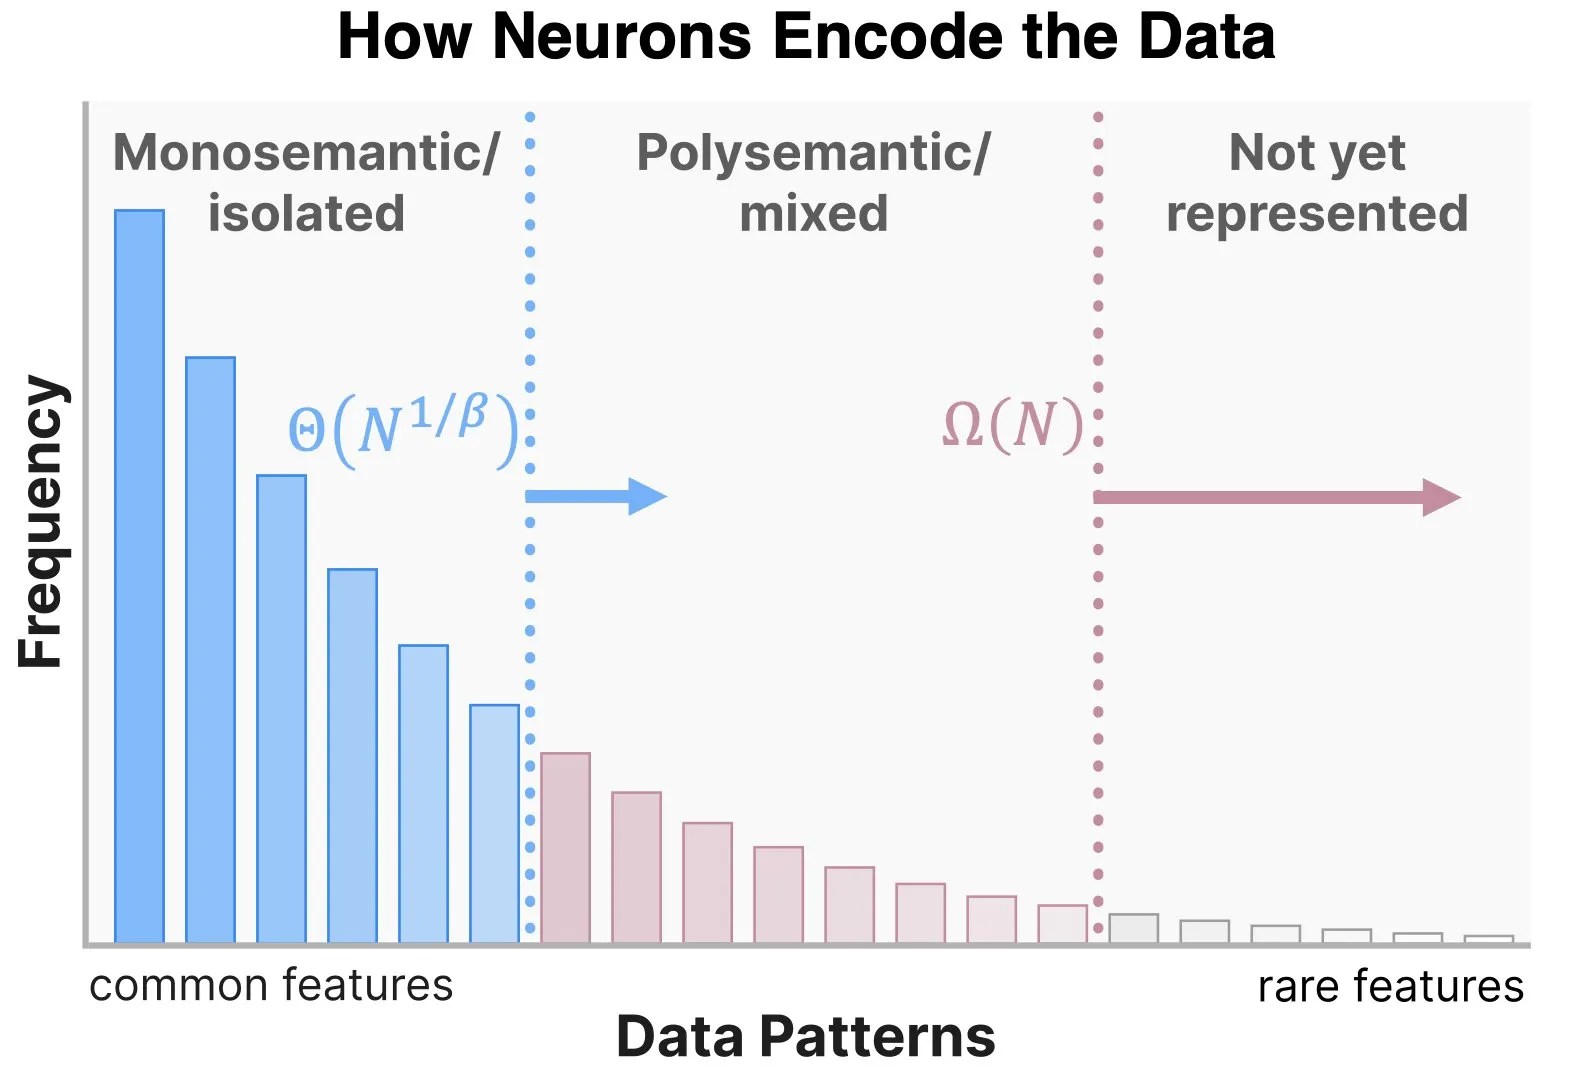 How Neurons Encode the Data
Monosemantic/
isolated
Polysemantic/
mixed
Not yet
represented
Θ(N^{1/β})
Ω(N)
Frequency
common features
rare features
Data Patterns